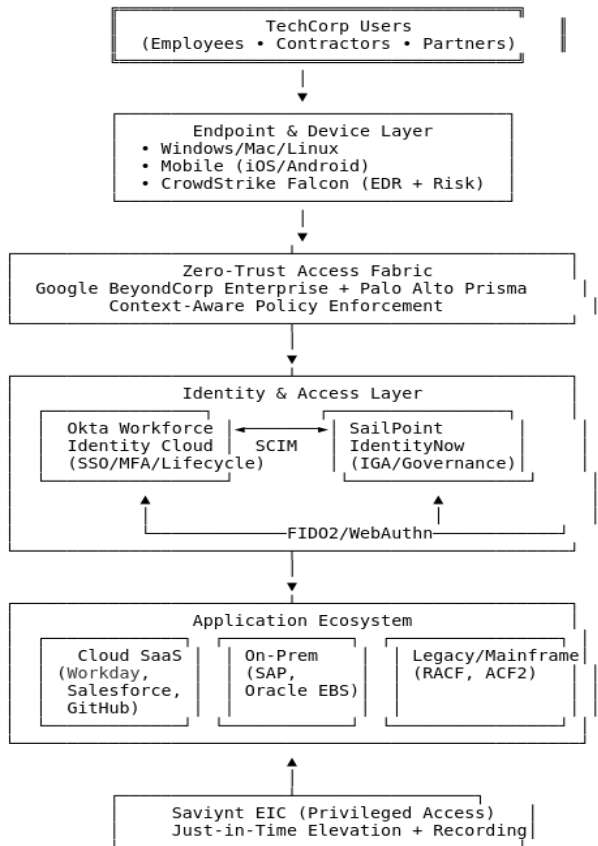 TechCorp Users
(Employees • Contractors • Partners)
Endpoint & Device Layer
• Windows/Mac/Linux
• Mobile (iOS/Android)
• CrowdStrike Falcon (EDR + Risk)
Zero-Trust Access Fabric
Google BeyondCorp Enterprise + Palo Alto Prisma
Context-Aware Policy Enforcement
Identity & Access Layer
Okta Workforce
Identity Cloud
(SSO/MFA/Lifecycle)
SCIM
SailPoint
IdentityNow
(IGA/Governance)
FIDO2/WebAuthn
Application Ecosystem
Cloud SaaS
(Workday,
Salesforce,
GitHub)
On-Prem
(SAP,
Oracle EBS)
Legacy/Mainframe
(RACF, ACF2)
Saviynt EIC (Privileged Access)
Just-in-Time Elevation + Recording